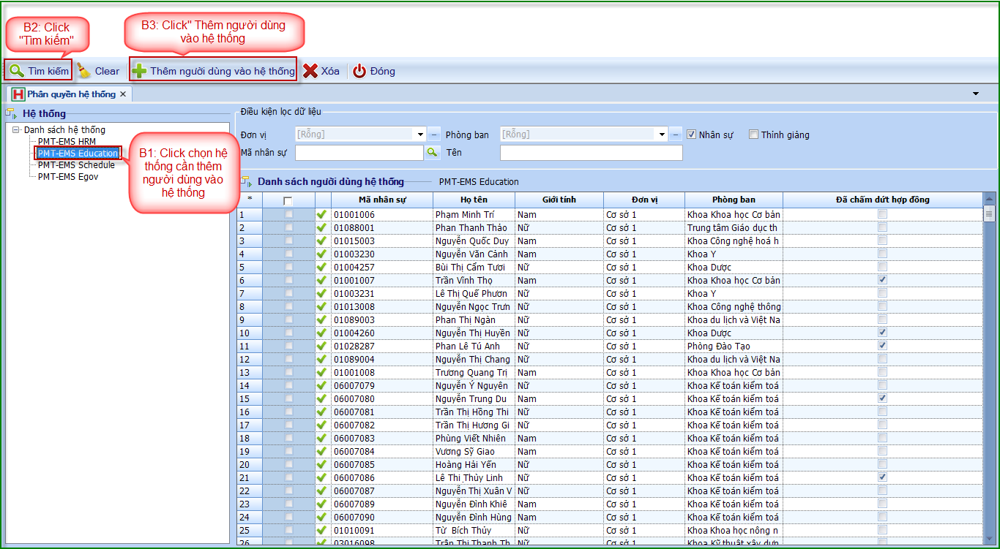 B2: Click
"Tìm kiếm"
B3: Click" Thêm người dùng
vào hệ thống
Tìm kiếm Clear Thêm người dùng vào hệ thống Xóa Đóng
Phân quyền hệ thống
Hệ thống
Danh sách hệ thống
PMT-EMS HRM
PMT-EMS Education
PMT-EMS Schedule
PMT-EMS Egov
B1: Click chọn hệ
thống cần thêm
người dùng vào
hệ thống
Điều kiện lọc dữ liệu
Đơn vị [Rỗng] Phòng ban [Rỗng] Nhân sự Thỉnh giảng
Mã nhân sự Tên
Danh sách người dùng hệ thống PMT-EMS Education
* Mã nhân sự Họ tên Giới tính Đơn vị Phòng ban Đã chấm dứt hợp đồng
1 01001006 Phạm Minh Trí Nam Cơ sở 1 Khoa Khoa học Cơ bản
2 01088001 Phan Thanh Thảo Nữ Cơ sở 1 Trung tâm Giáo dục th
3 01015003 Nguyễn Quốc Duy Nam Cơ sở 1 Khoa Công nghệ hoá h
4 01003230 Nguyễn Văn Cảnh Nam Cơ sở 1 Khoa Y
5 01004257 Bùi Thị Cẩm Tươi Nữ Cơ sở 1 Khoa Dược
6 01001007 Trần Vĩnh Thọ Nam Cơ sở 1 Khoa Khoa học Cơ bản
7 01003231 Lê Thị Quế Phươn Nữ Cơ sở 1 Khoa Y
8 01013008 Nguyễn Ngọc Trưn Nữ Cơ sở 1 Khoa Công nghệ thông
9 01089003 Phan Thị Ngàn Nữ Cơ sở 1 Khoa du lịch và Việt Na
10 01004260 Nguyễn Thị Huyền Nữ Cơ sở 1 Khoa Dược
11 01028287 Phan Lê Tú Anh Nữ Cơ sở 1 Phòng Đào Tạo
12 01089004 Nguyễn Thị Chang Nữ Cơ sở 1 Khoa du lịch và Việt Na
13 01001008 Trương Quang Trị Nam Cơ sở 1 Khoa Khoa học Cơ bản
14 06007079 Nguyễn Ý Nguyên Nữ Cơ sở 1 Khoa Kế toán kiểm toá
15 06007080 Nguyễn Trung Du Nam Cơ sở 1 Khoa Kế toán kiểm toá
16 06007081 Trần Thị Hồng Thi Nữ Cơ sở 1 Khoa Kế toán kiểm toá
17 06007082 Trần Thị Hương Gi Nữ Cơ sở 1 Khoa Kế toán kiểm toá
18 06007083 Phùng Viết Nhiên Nam Cơ sở 1 Khoa Kế toán kiểm toá
19 06007084 Vương Sỹ Giao Nam Cơ sở 1 Khoa Kế toán kiểm toá
20 06007085 Hoàng Hải Yến Nữ Cơ sở 1 Khoa Kế toán kiểm toá
21 06007086 Lê Thị Thùy Linh Nữ Cơ sở 1 Khoa Kế toán kiểm toá
22 06007087 Nguyễn Thị Xuân V Nữ Cơ sở 1 Khoa Kế toán kiểm toá
23 06007089 Nguyễn Đình Khiê Nam Cơ sở 1 Khoa Kế toán kiểm toá
24 06007090 Nguyễn Đình Hùng Nam Cơ sở 1 Khoa Kế toán kiểm toá
25 01010091 Từ Bích Thủy Nữ Cơ sở 1 Khoa Khoa học nông n
26 03016098 Trần Thị Thanh Th Nữ Cơ sở 1 Khoa Kỹ thuật xây dựn